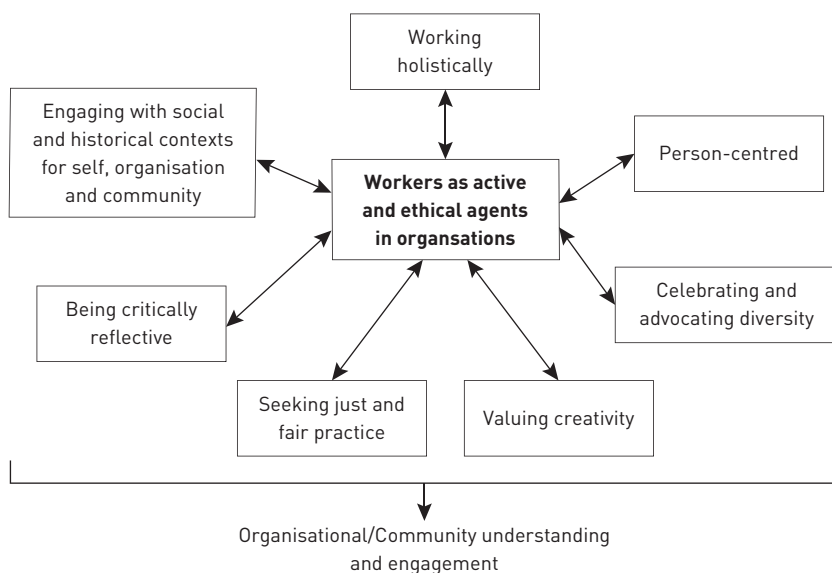 Working
holistically
Engaging with social
and historical contexts
for self, organisation
and community
Person-centred
Workers as active
and ethical agents
in organsations
Celebrating and
advocating diversity
Being critically
reflective
Seeking just and
fair practice
Valuing creativity
Organisational/Community understanding
and engagement